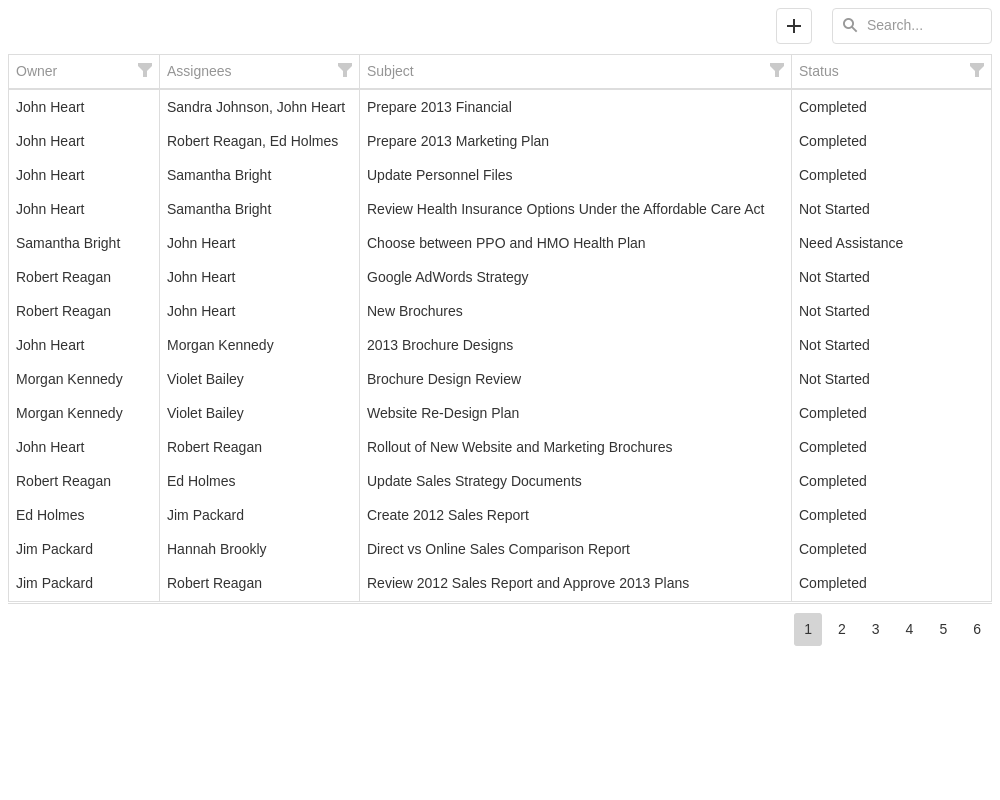 Search...
Owner Assignees Subject Status
John Heart Sandra Johnson, John Heart Prepare 2013 Financial Completed
John Heart Robert Reagan, Ed Holmes Prepare 2013 Marketing Plan Completed
John Heart Samantha Bright Update Personnel Files Completed
John Heart Samantha Bright Review Health Insurance Options Under the Affordable Care Act Not Started
Samantha Bright John Heart Choose between PPO and HMO Health Plan Need Assistance
Robert Reagan John Heart Google AdWords Strategy Not Started
Robert Reagan John Heart New Brochures Not Started
John Heart Morgan Kennedy 2013 Brochure Designs Not Started
Morgan Kennedy Violet Bailey Brochure Design Review Not Started
Morgan Kennedy Violet Bailey Website Re-Design Plan Completed
John Heart Robert Reagan Rollout of New Website and Marketing Brochures Completed
Robert Reagan Ed Holmes Update Sales Strategy Documents Completed
Ed Holmes Jim Packard Create 2012 Sales Report Completed
Jim Packard Hannah Brookly Direct vs Online Sales Comparison Report Completed
Jim Packard Robert Reagan Review 2012 Sales Report and Approve 2013 Plans Completed
1 2 3 4 5 6